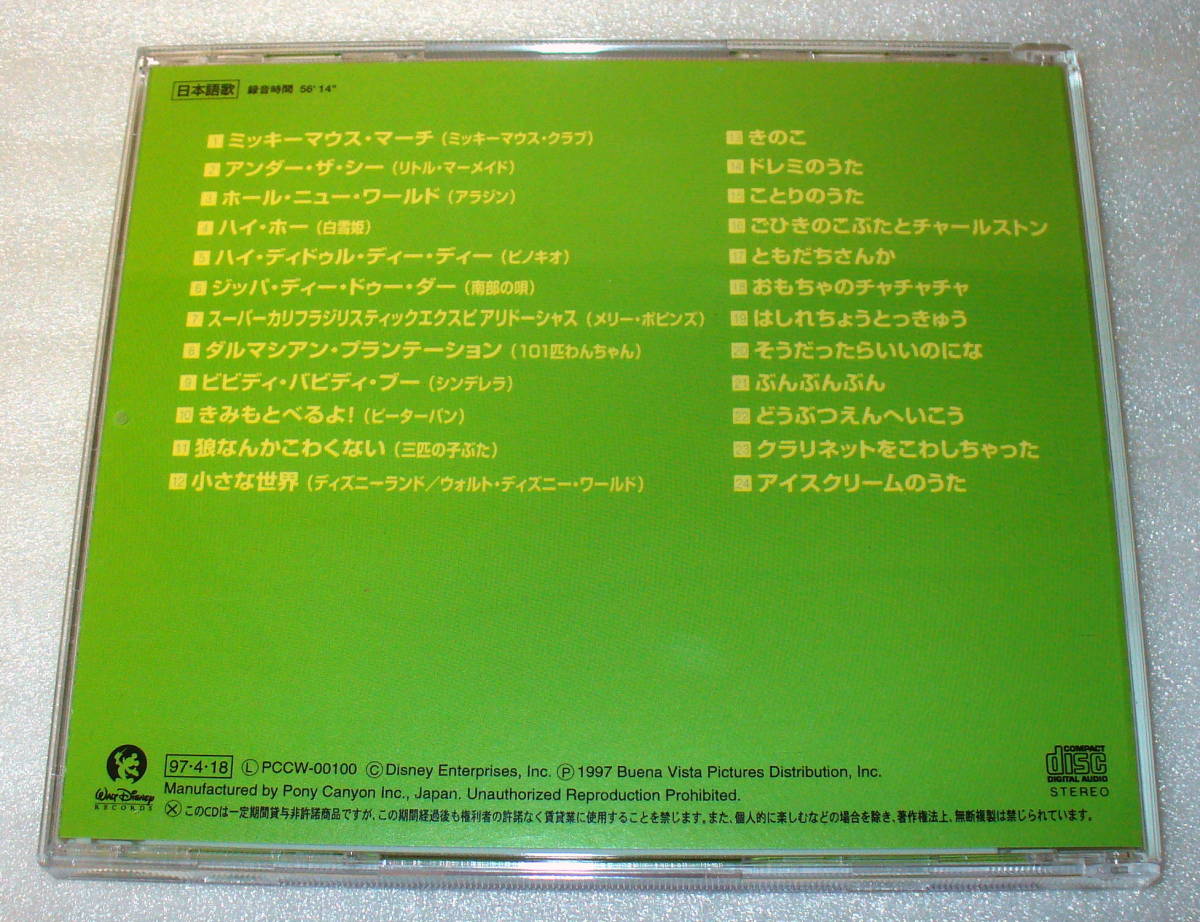 日本語歌 録音時間 56'14"
1 ミッキーマウス・マーチ（ミッキーマウス・クラブ）
2 アンダー・ザ・シー（リトル・マーメイド）
3 ホール・ニュー・ワールド（アラジン）
4 ハイ・ホー（白雪姫）
5 ハイ・ディドゥル・ディー・ディー（ピノキオ）
6 ジッパ・ディー・ドゥー・ダー（南部の唄）
7 スーパーカリフラジリスティックエクスピアリドーシャス（メリー・ポピンズ）
8 ダルマシアン・プランテーション（101匹わんちゃん）
9 ビビディ・バビディ・ブー（シンデレラ）
10 きみもとべるよ！（ピーターパン）
11 狼なんかこわくない（三匹の子ぶた）
12 小さな世界（ディズニーランド／ウォルト・ディズニー・ワールド）
13 きのこ
14 ドレミのうた
15 ことりのうた
16 ごひきのこぶたとチャールストン
17 ともだちさんか
18 おもちゃのチャチャチャ
19 はしれちょうとっきゅう
20 そうだったらいいのにな
21 ぶんぶんぶん
22 どうぶつえんへいこう
23 クラリネットをこわしちゃった
24 アイスクリームのうた
WALT DISNEY
RECORDS
97・4・18 Ⓛ PCCW-00100 Ⓒ Disney Enterprises, Inc. Ⓟ 1997 Buena Vista Pictures Distribution, Inc.
Manufactured by Pony Canyon Inc., Japan. Unauthorized Reproduction Prohibited.
Ⓧ このCDは一定期間貸与非許諾商品ですが、この期間経過後も権利者の許諾なく賃貸業に使用することを禁じます。また、個人的に楽しむなどの場合を除き、著作権法上、無断複製は禁じられています。
COMPACT
disc
DIGITAL AUDIO
STEREO